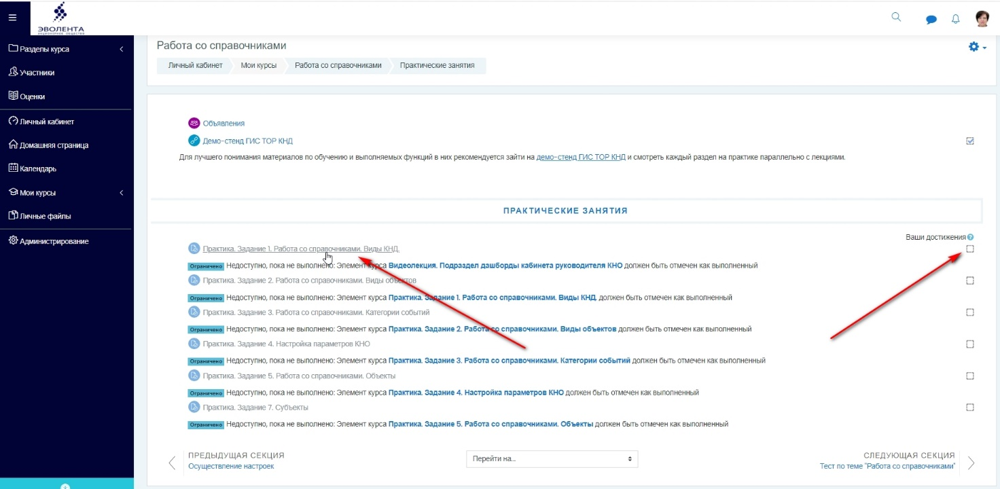 ЭВОЛЕНТА
АКЦИОНЕРНОЕ ОБЩЕСТВО
Разделы курса
Участники
Оценки
Личный кабинет
Домашняя страница
Календарь
Мои курсы
Личные файлы
Администрирование
Работа со справочниками
Личный кабинет Мои курсы Работа со справочниками Практические занятия
Объявления
Демо-стенд ГИС ТОР КНД
Для лучшего понимания материалов по обучению и выполняемых функций в них рекомендуется зайти на демо-стенд ГИС ТОР КНД и смотреть каждый раздел на практике параллельно с лекциями.
ПРАКТИЧЕСКИЕ ЗАНЯТИЯ
Ваши достижения
Практика. Задание 1. Работа со справочниками. Виды КНД.
Ограничено Недоступно, пока не выполнено: Элемент курса Видеолекция. Подраздел дашборды кабинета руководителя КНО должен быть отмечен как выполненный
Практика. Задание 2. Работа со справочниками. Виды объектов
Ограничено Недоступно, пока не выполнено: Элемент курса Практика. Задание 1. Работа со справочниками. Виды КНД. должен быть отмечен как выполненный
Практика. Задание 3. Работа со справочниками. Категории событий
Ограничено Недоступно, пока не выполнено: Элемент курса Практика. Задание 2. Работа со справочниками. Виды объектов должен быть отмечен как выполненный
Практика. Задание 4. Настройка параметров КНО
Ограничено Недоступно, пока не выполнено: Элемент курса Практика. Задание 3. Работа со справочниками. Категории событий должен быть отмечен как выполненный
Практика. Задание 5. Работа со справочниками. Объекты
Ограничено Недоступно, пока не выполнено: Элемент курса Практика. Задание 4. Настройка параметров КНО должен быть отмечен как выполненный
Практика. Задание 7. Субъекты
Ограничено Недоступно, пока не выполнено: Элемент курса Практика. Задание 5. Работа со справочниками. Объекты должен быть отмечен как выполненный
ПРЕДЫДУЩАЯ СЕКЦИЯ
Осуществление настроек
Перейти на...
СЛЕДУЮЩАЯ СЕКЦИЯ
Тест по теме "Работа со справочниками"